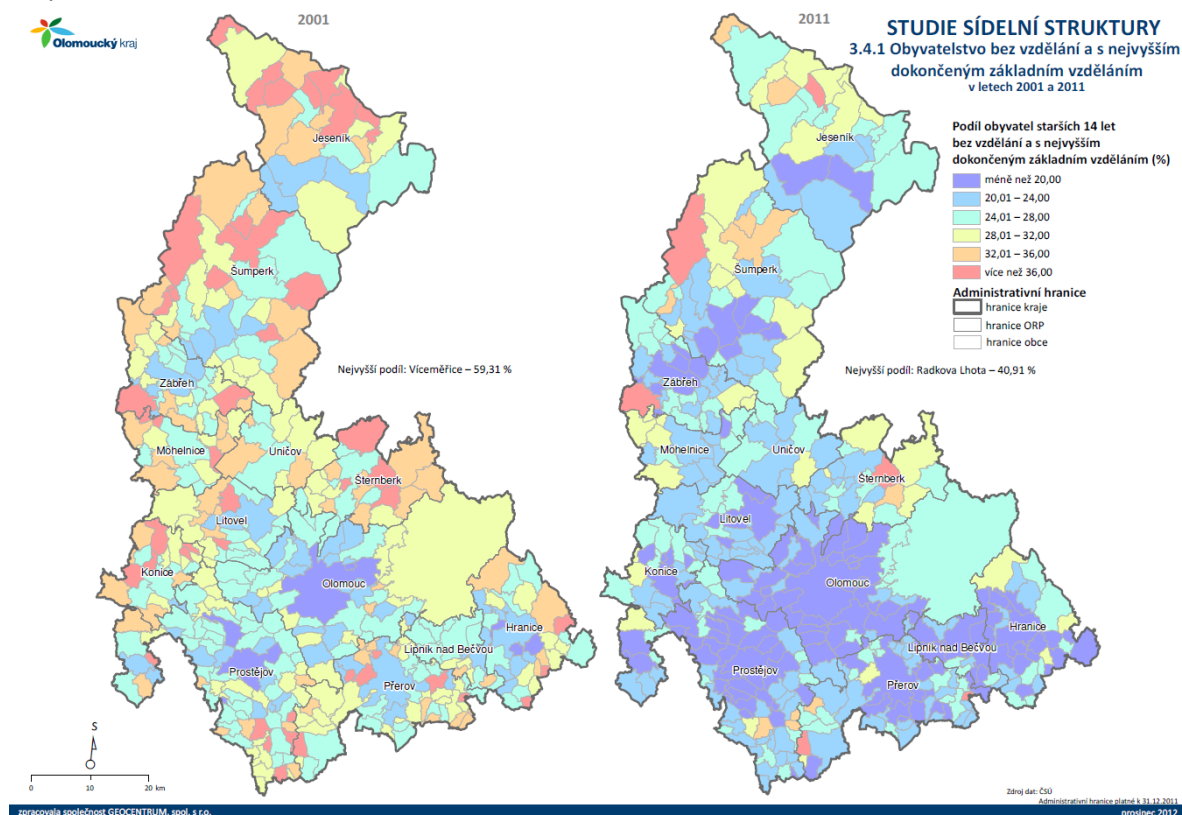 Olomoucký kraj
2001
2011
STUDIE SÍDELNÍ STRUKTURY
3.4.1 Obyvatelstvo bez vzdělání a s nejvyšším
dokončeným základním vzděláním
v letech 2001 a 2011
Podíl obyvatel starších 14 let
bez vzdělání a s nejvyšším
dokončeným základním vzděláním (%)
méně než 20,00
20,01 – 24,00
24,01 – 28,00
28,01 – 32,00
32,01 – 36,00
více než 36,00
Administrativní hranice
hranice kraje
hranice ORP
hranice obce
Jeseník
Šumperk
Zábřeh
Mohelnice
Uničov
Šternberk
Litovel
Konice
Olomouc
Hranice
Lipník nad Bečvou
Prostějov
Přerov
Nejvyšší podíl: Víceměřice – 59,31 %
Jeseník
Šumperk
Zábřeh
Mohelnice
Uničov
Šternberk
Litovel
Konice
Olomouc
Hranice
Lipník nad Bečvou
Prostějov
Přerov
Nejvyšší podíl: Radkova Lhota – 40,91 %
S
0 10 20 km
Zdroj dat: ČSÚ
Administrativní hranice platné k 31.12.2011
zpracovala společnost GEOCENTRUM, spol. s r.o.
prosinec 2012